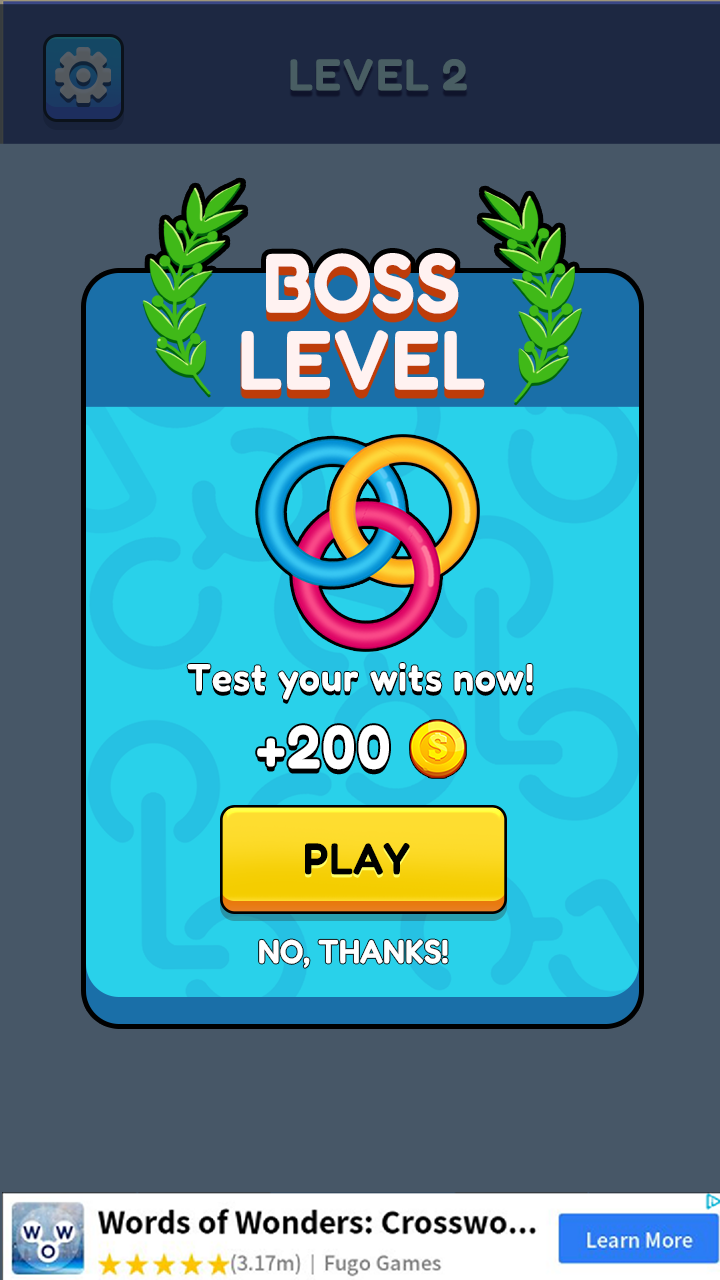 LEVEL 2
BOSS
LEVEL
Test your wits now!
+200
S
PLAY
NO, THANKS!
Words of Wonders: Crosswo...
(3.17m) | Fugo Games
Learn More
W W
O